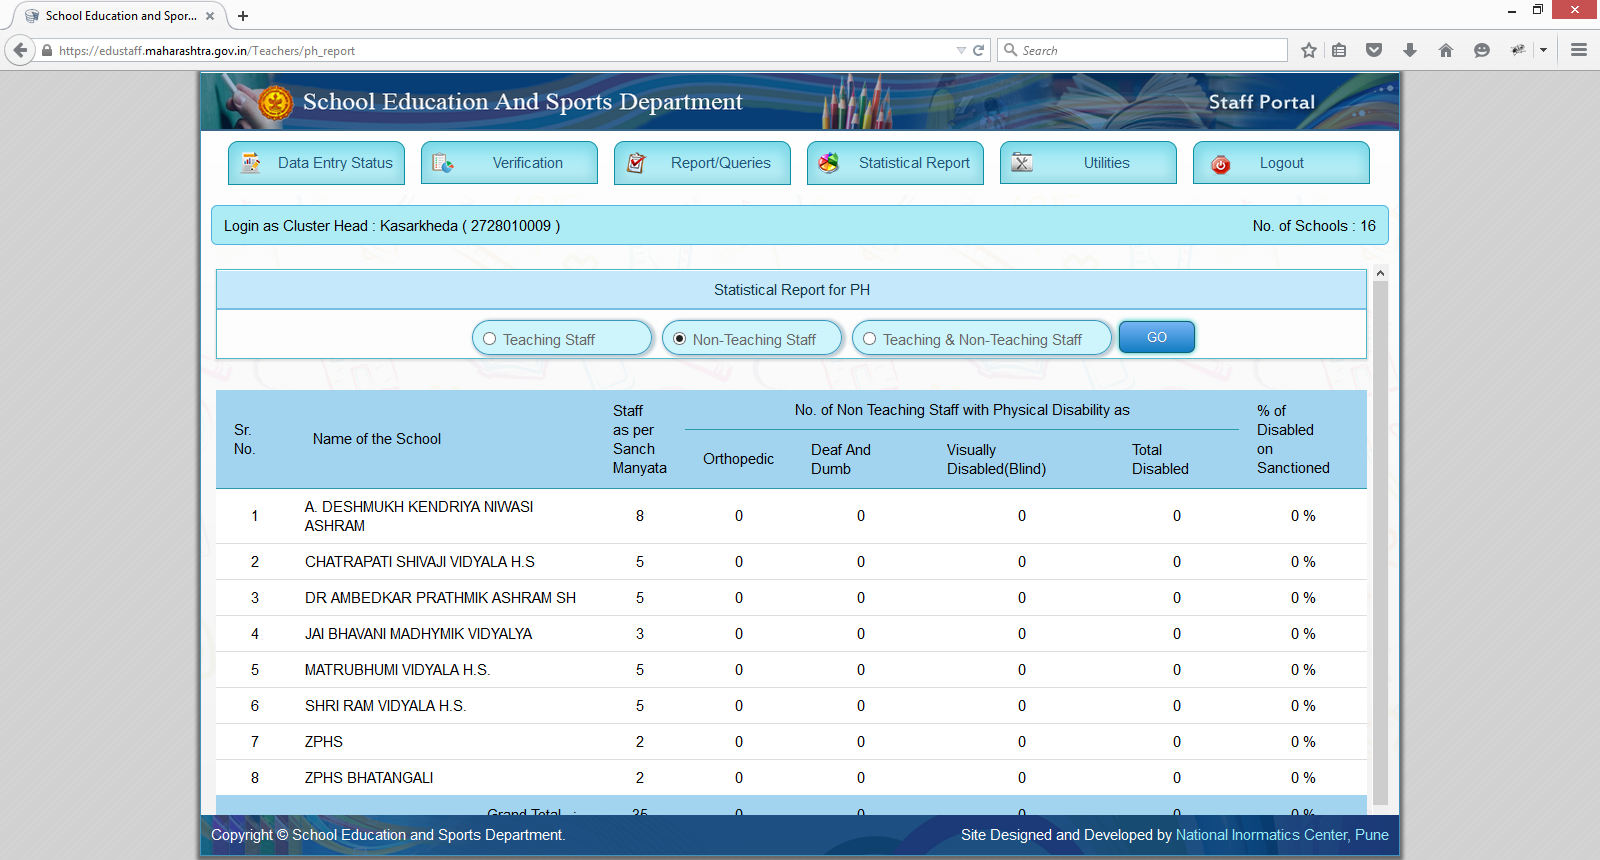 School Education and Spor...
https://edustaff.maharashtra.gov.in/Teachers/ph_report
Search
School Education And Sports Department
Staff Portal
Data Entry Status
Verification
Report/Queries
Statistical Report
Utilities
Logout
Login as Cluster Head : Kasarkheda ( 2728010009 )
No. of Schools : 16
Statistical Report for PH
Teaching Staff
Non-Teaching Staff
Teaching & Non-Teaching Staff
GO
Sr. No.
Name of the School
Staff as per Sanch Manyata
No. of Non Teaching Staff with Physical Disability as
Orthopedic
Deaf And Dumb
Visually Disabled(Blind)
Total Disabled
% of Disabled on Sanctioned
1 A. DESHMUKH KENDRIYA NIWASI ASHRAM 8 0 0 0 0 0 %
2 CHATRAPATI SHIVAJI VIDYALA H.S 5 0 0 0 0 0 %
3 DR AMBEDKAR PRATHMIK ASHRAM SH 5 0 0 0 0 0 %
4 JAI BHAVANI MADHYMIK VIDYALYA 3 0 0 0 0 0 %
5 MATRUBHUMI VIDYALA H.S. 5 0 0 0 0 0 %
6 SHRI RAM VIDYALA H.S. 5 0 0 0 0 0 %
7 ZPHS 2 0 0 0 0 0 %
8 ZPHS BHATANGALI 2 0 0 0 0 0 %
Grand Total : 35 0 0 0 0 0 %
Copyright © School Education and Sports Department.
Site Designed and Developed by National Inormatics Center, Pune